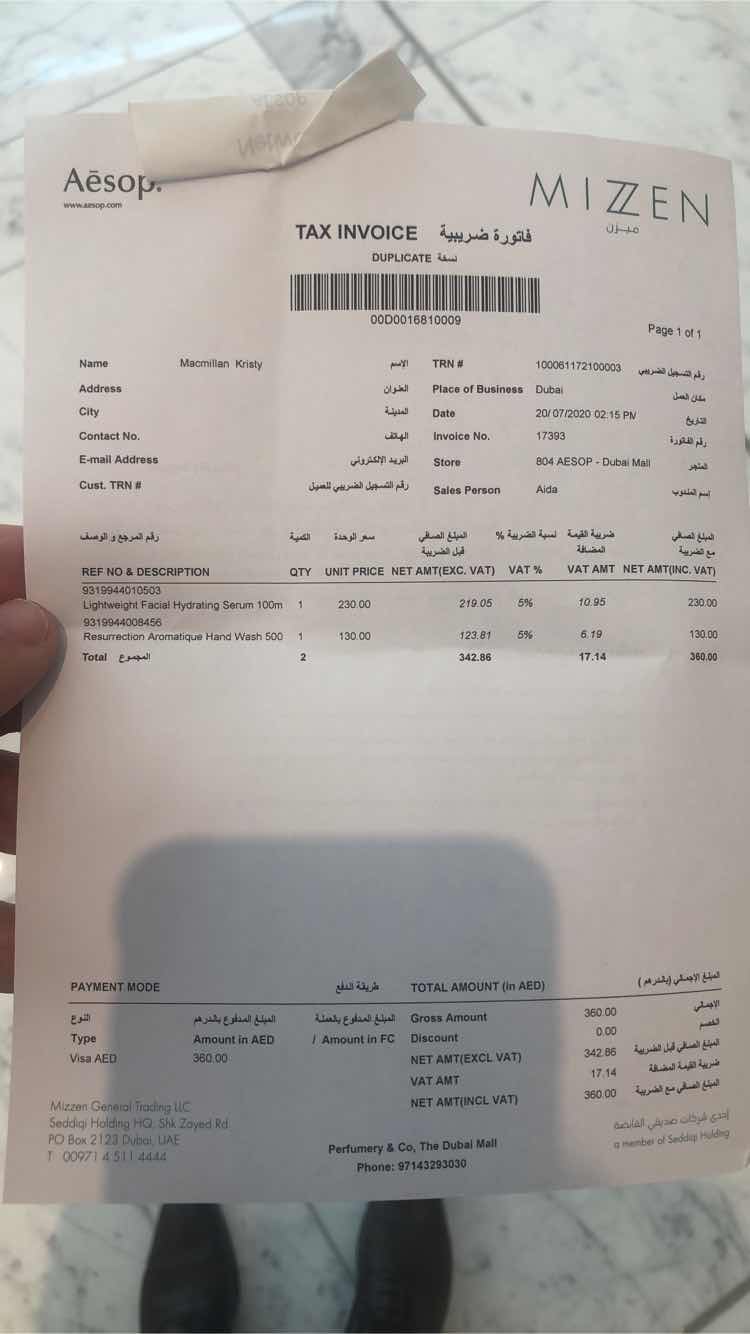 Aēsop.
www.aesop.com
MIZZEN
ميزن
TAX INVOICE فاتورة ضريبية
DUPLICATE نسخة
00D0016810009
Page 1 of 1
Name Macmillan Kristy الاسم TRN # 100061172100003 رقم التسجيل الضريبي
Address العنوان Place of Business Dubai مكان العمل
City المدينة Date 20/07/2020 02:15 PM التاريخ
Contact No. الهاتف Invoice No. 17393 رقم الفاتورة
E-mail Address البريد الإلكتروني Store 804 AESOP - Dubai Mall المتجر
Cust. TRN # رقم التسجيل الضريبي للعميل Sales Person Aida إسم المندوب
رقم المرجع و الوصف الكمية سعر الوحدة المبلغ الصافي قبل الضريبة نسبة الضريبة % ضريبة القيمة المضافة المبلغ الصافي مع الضريبة
REF NO & DESCRIPTION QTY UNIT PRICE NET AMT(EXC. VAT) VAT % VAT AMT NET AMT(INC. VAT)
9319944010503
Lightweight Facial Hydrating Serum 100m 1 230.00 219.05 5% 10.95 230.00
9319944008456
Resurrection Aromatique Hand Wash 500 1 130.00 123.81 5% 6.19 130.00
Total المجموع 2 342.86 17.14 360.00
PAYMENT MODE طريقة الدفع TOTAL AMOUNT (in AED) المبلغ الإجمالي (بالدرهم)
النوع المبلغ المدفوع بالدرهم المبلغ المدفوع بالعملة Gross Amount 360.00 الإجمالي
Type Amount in AED / Amount in FC Discount 0.00 الخصم
Visa AED 360.00 NET AMT(EXCL VAT) 342.86 المبلغ الصافي قبل الضريبة
VAT AMT 17.14 ضريبة القيمة المضافة
NET AMT(INCL VAT) 360.00 المبلغ الصافي مع الضريبة
Mizzen General Trading LLC
Seddiqi Holding HQ, Shk Zayed Rd.
PO Box 2123 Dubai, UAE
T 00971 4 511 4444
Perfumery & Co, The Dubai Mall
Phone: 97143293030
إحدى شركات صديقي القابضة
a member of Seddiqi Holding